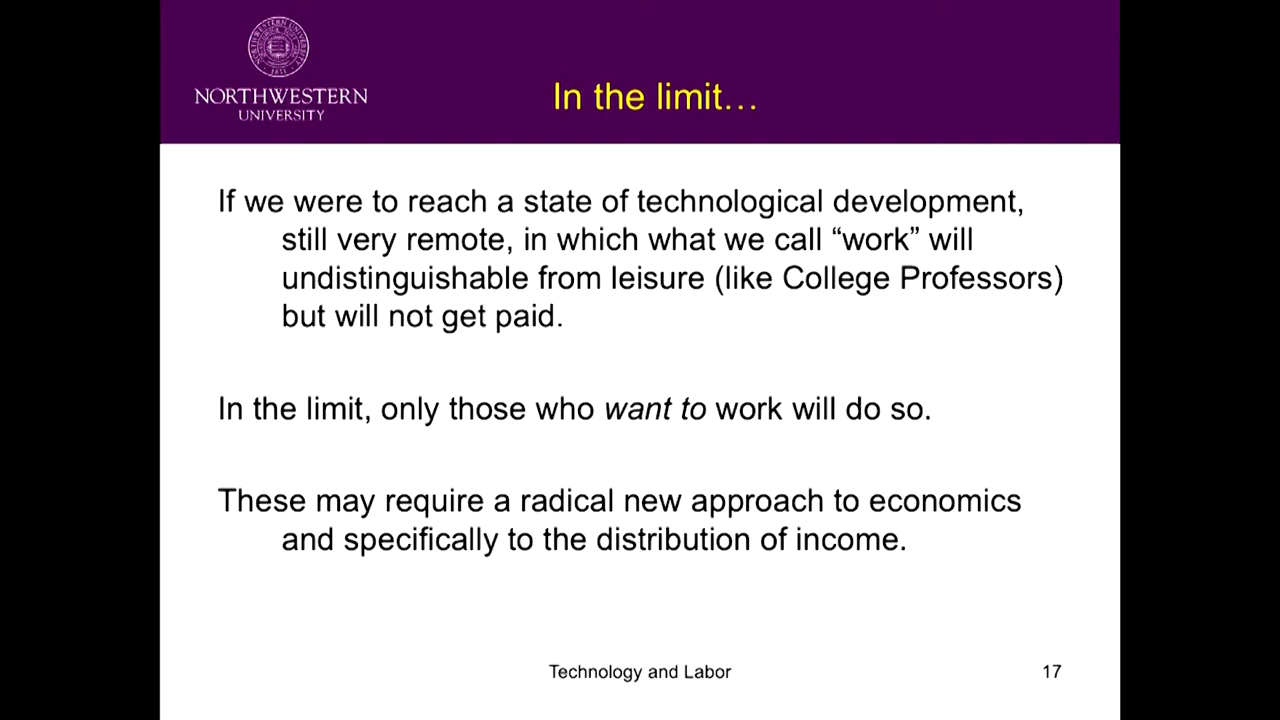 NORTHWESTERN
UNIVERSITY
In the limit…
If we were to reach a state of technological development,
still very remote, in which what we call “work” will
undistinguishable from leisure (like College Professors)
but will not get paid.
In the limit, only those who want to work will do so.
These may require a radical new approach to economics
and specifically to the distribution of income.
Technology and Labor
17